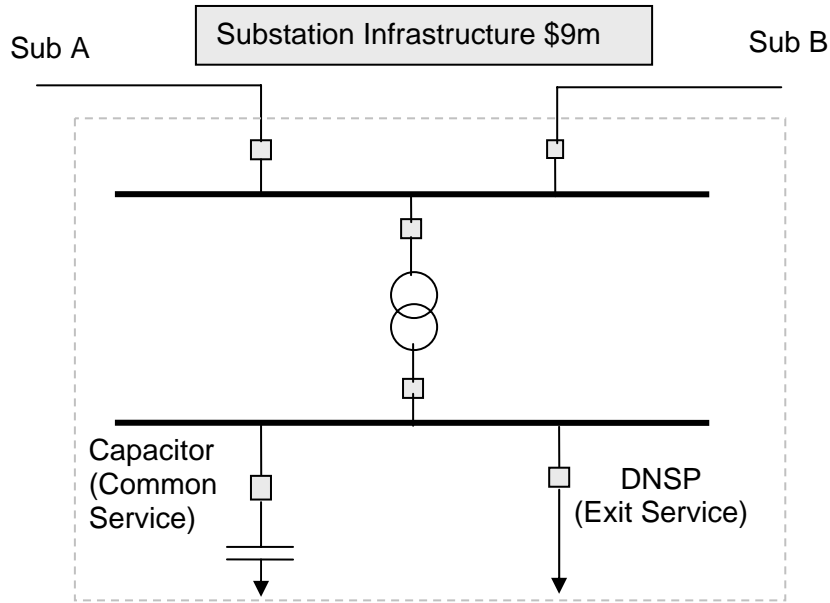 Substation Infrastructure $9m
Sub A
Sub B
Capacitor
(Common
Service)
DNSP
(Exit Service)